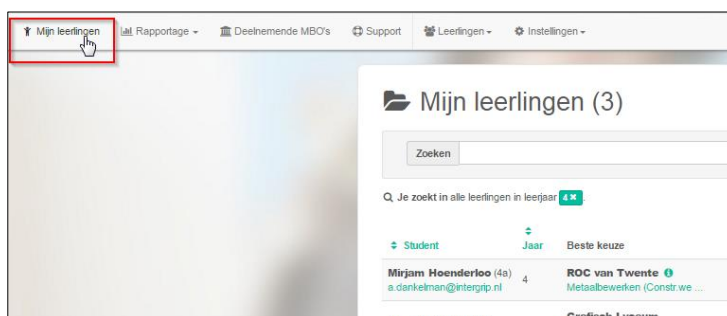 Mijn leerlingen Rapportage Deelnemende MBO's Support Leerlingen Instellingen
Mijn leerlingen (3)
Zoeken
Je zoekt in alle leerlingen in leerjaar 4 x .
Student Jaar Beste keuze
Mirjam Hoenderloo (4a) 4 ROC van Twente
a.dankelman@intergrip.nl Metaalbewerken (Constr.we ...
Grafisch Lyceum